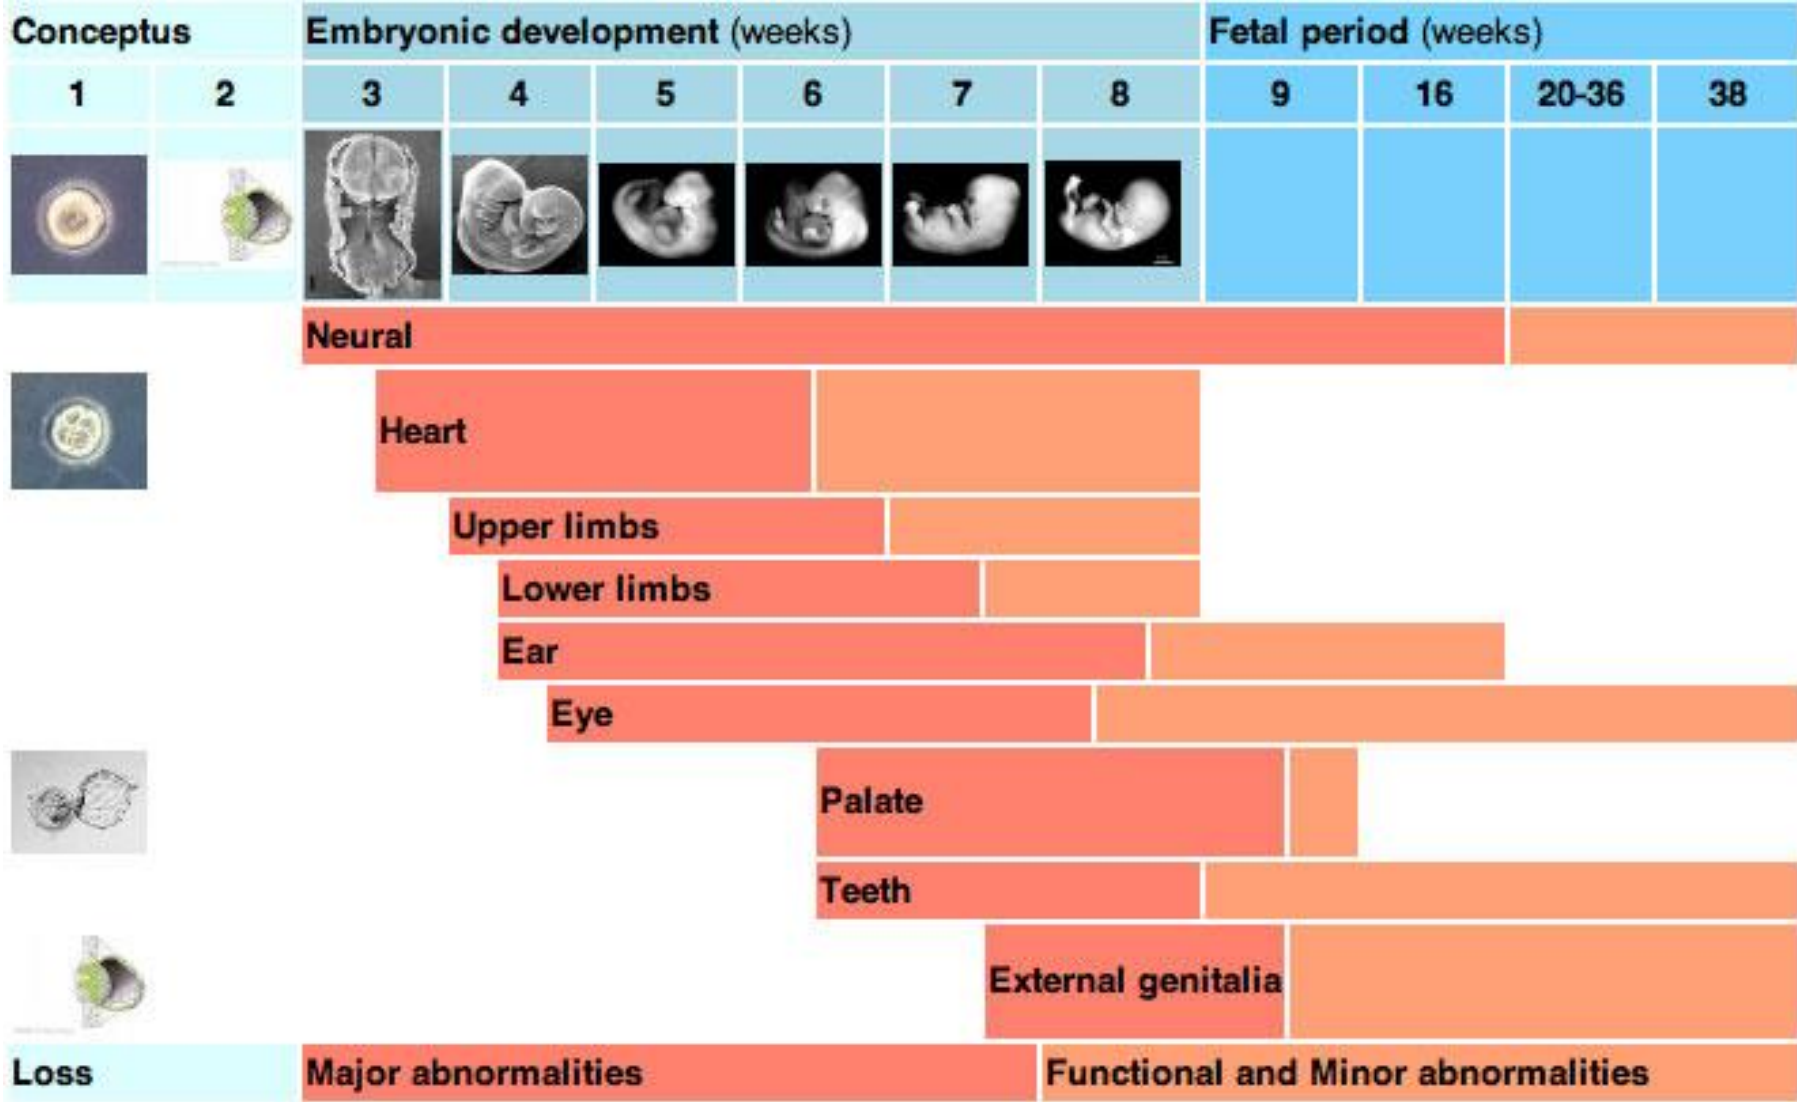 Conceptus Embryonic development (weeks) Fetal period (weeks)
1 2 3 4 5 6 7 8 9 16 20-36 38
Neural
Heart
Upper limbs
Lower limbs
Ear
Eye
Palate
Teeth
External genitalia
Loss Major abnormalities Functional and Minor abnormalities